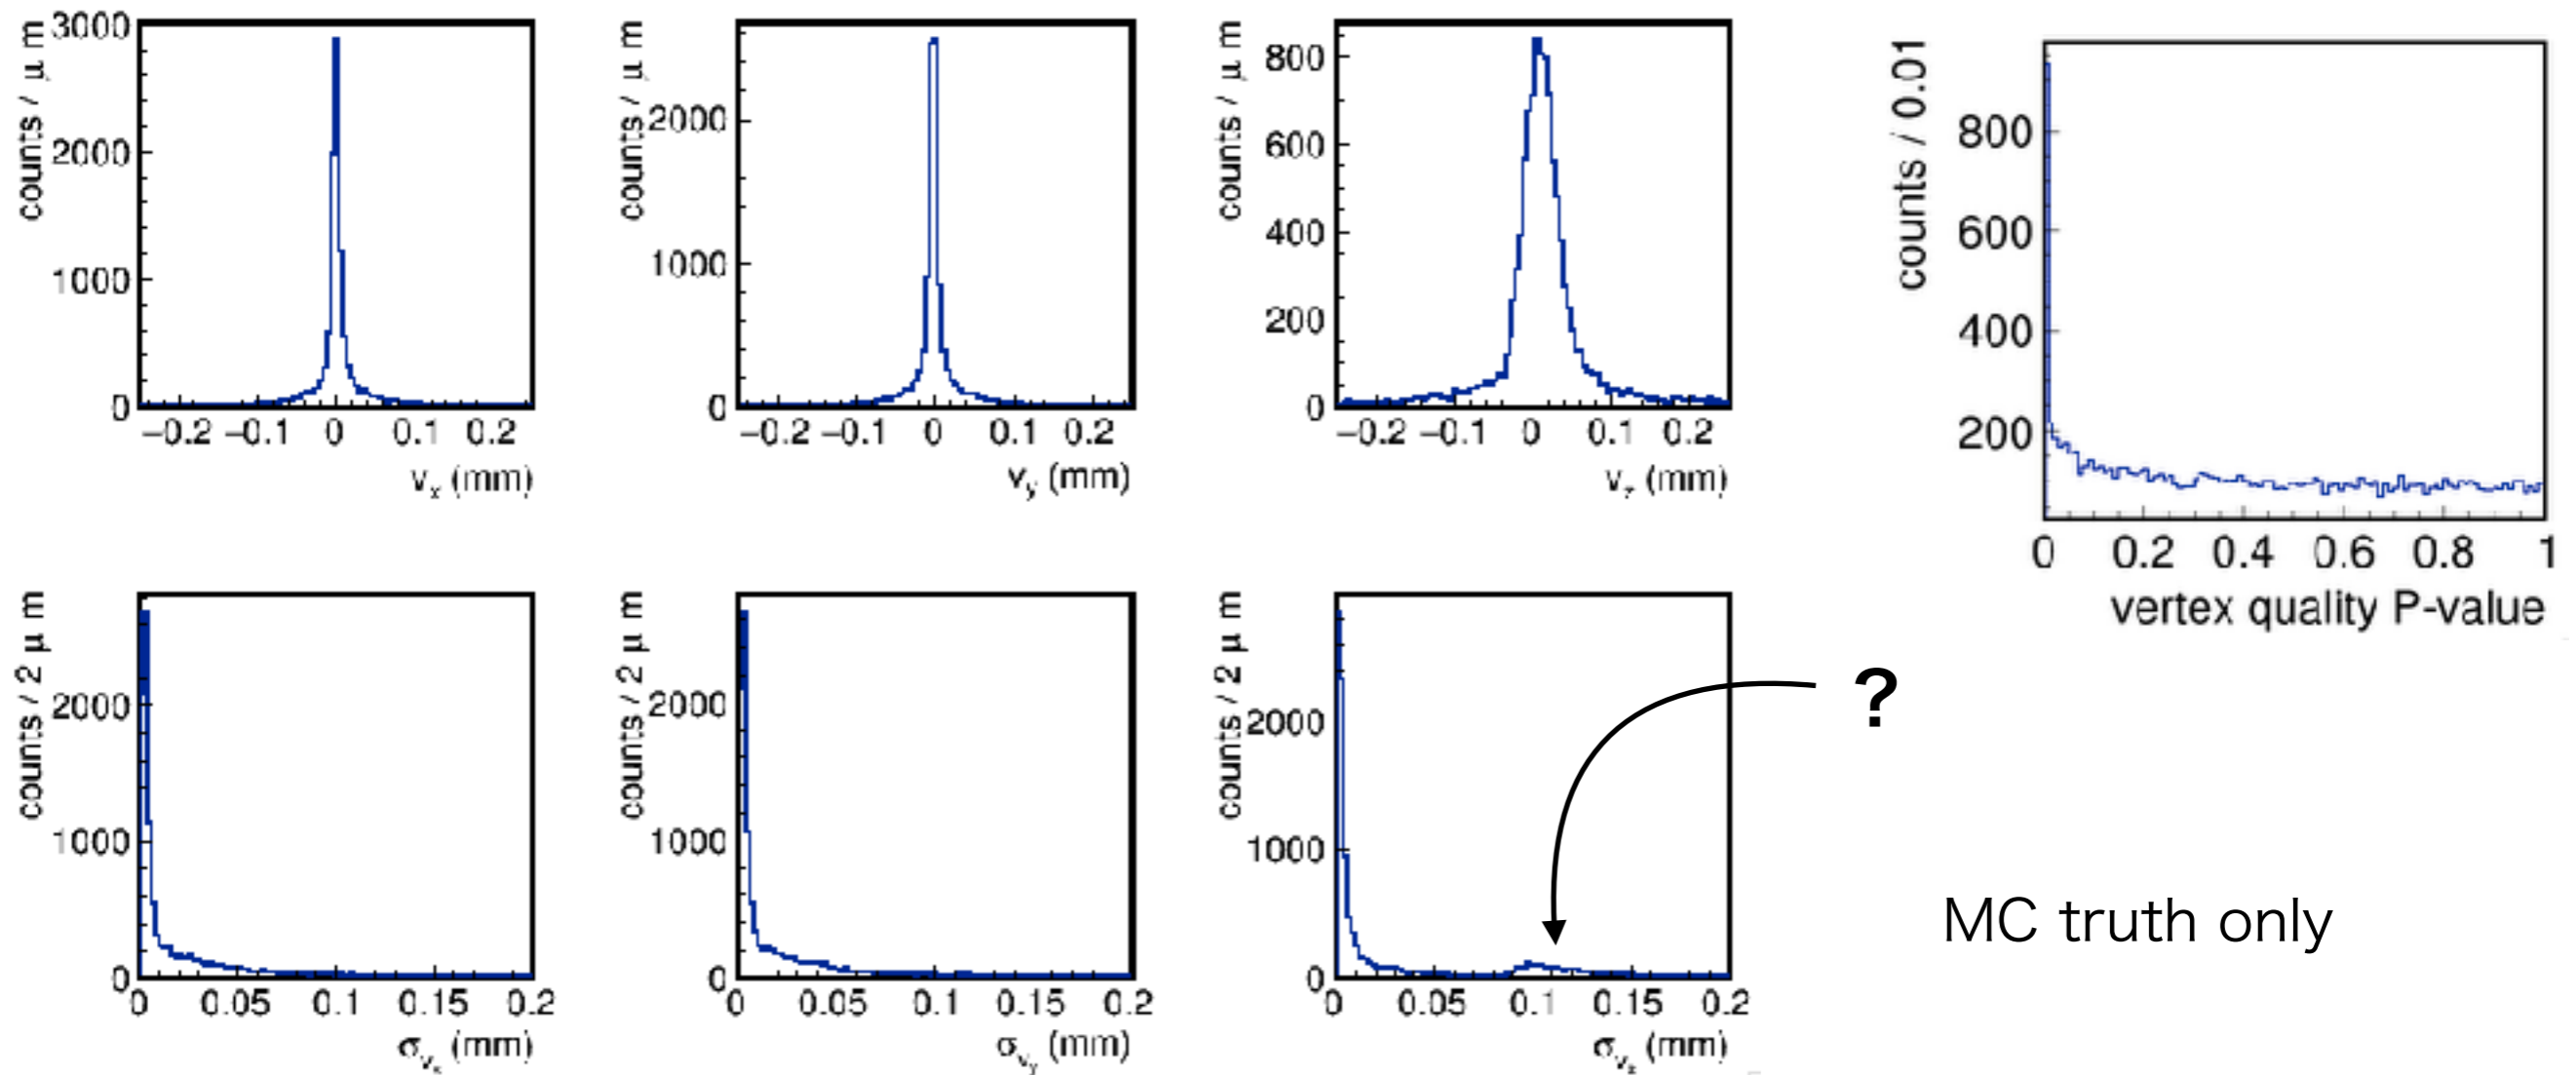 counts / μ m
3000
2000
1000
0
−0.2 −0.1 0 0.1 0.2
v_x (mm)
counts / μ m
2000
1000
0
−0.2 −0.1 0 0.1 0.2
v_y (mm)
counts / μ m
800
600
400
200
0
−0.2 −0.1 0 0.1 0.2
v_z (mm)
counts / 0.01
800
600
400
200
0 0.2 0.4 0.6 0.8 1
vertex quality P-value
counts / 2 μ m
2000
1000
0
0 0.05 0.1 0.15 0.2
σ_{v_x} (mm)
counts / 2 μ m
2000
1000
0
0 0.05 0.1 0.15 0.2
σ_{v_y} (mm)
counts / 2 μ m
2000
1000
0
0 0.05 0.1 0.15 0.2
σ_{v_z} (mm)
?
MC truth only